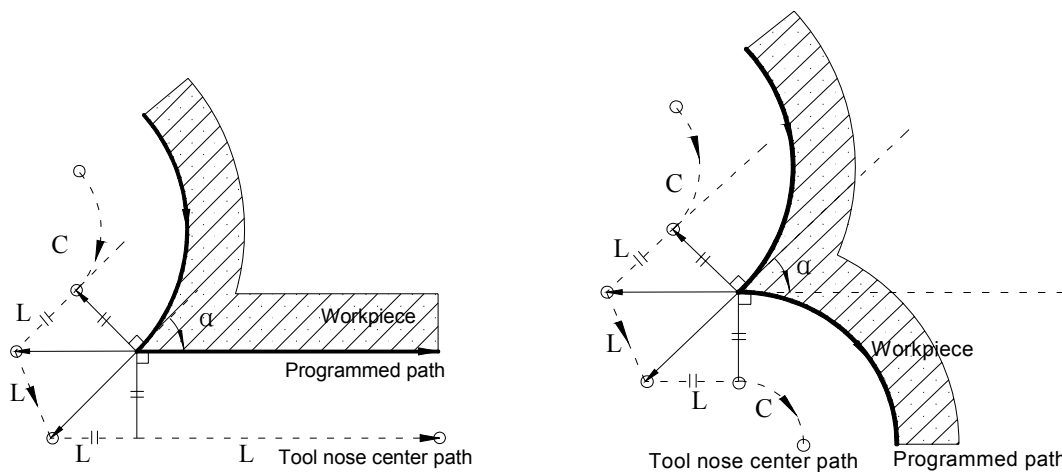 C
L
α
Workpiece
L
Programmed path
L
L
Tool nose center path
C
L
α
L
Workpiece
L
C
Tool nose center path
Programmed path